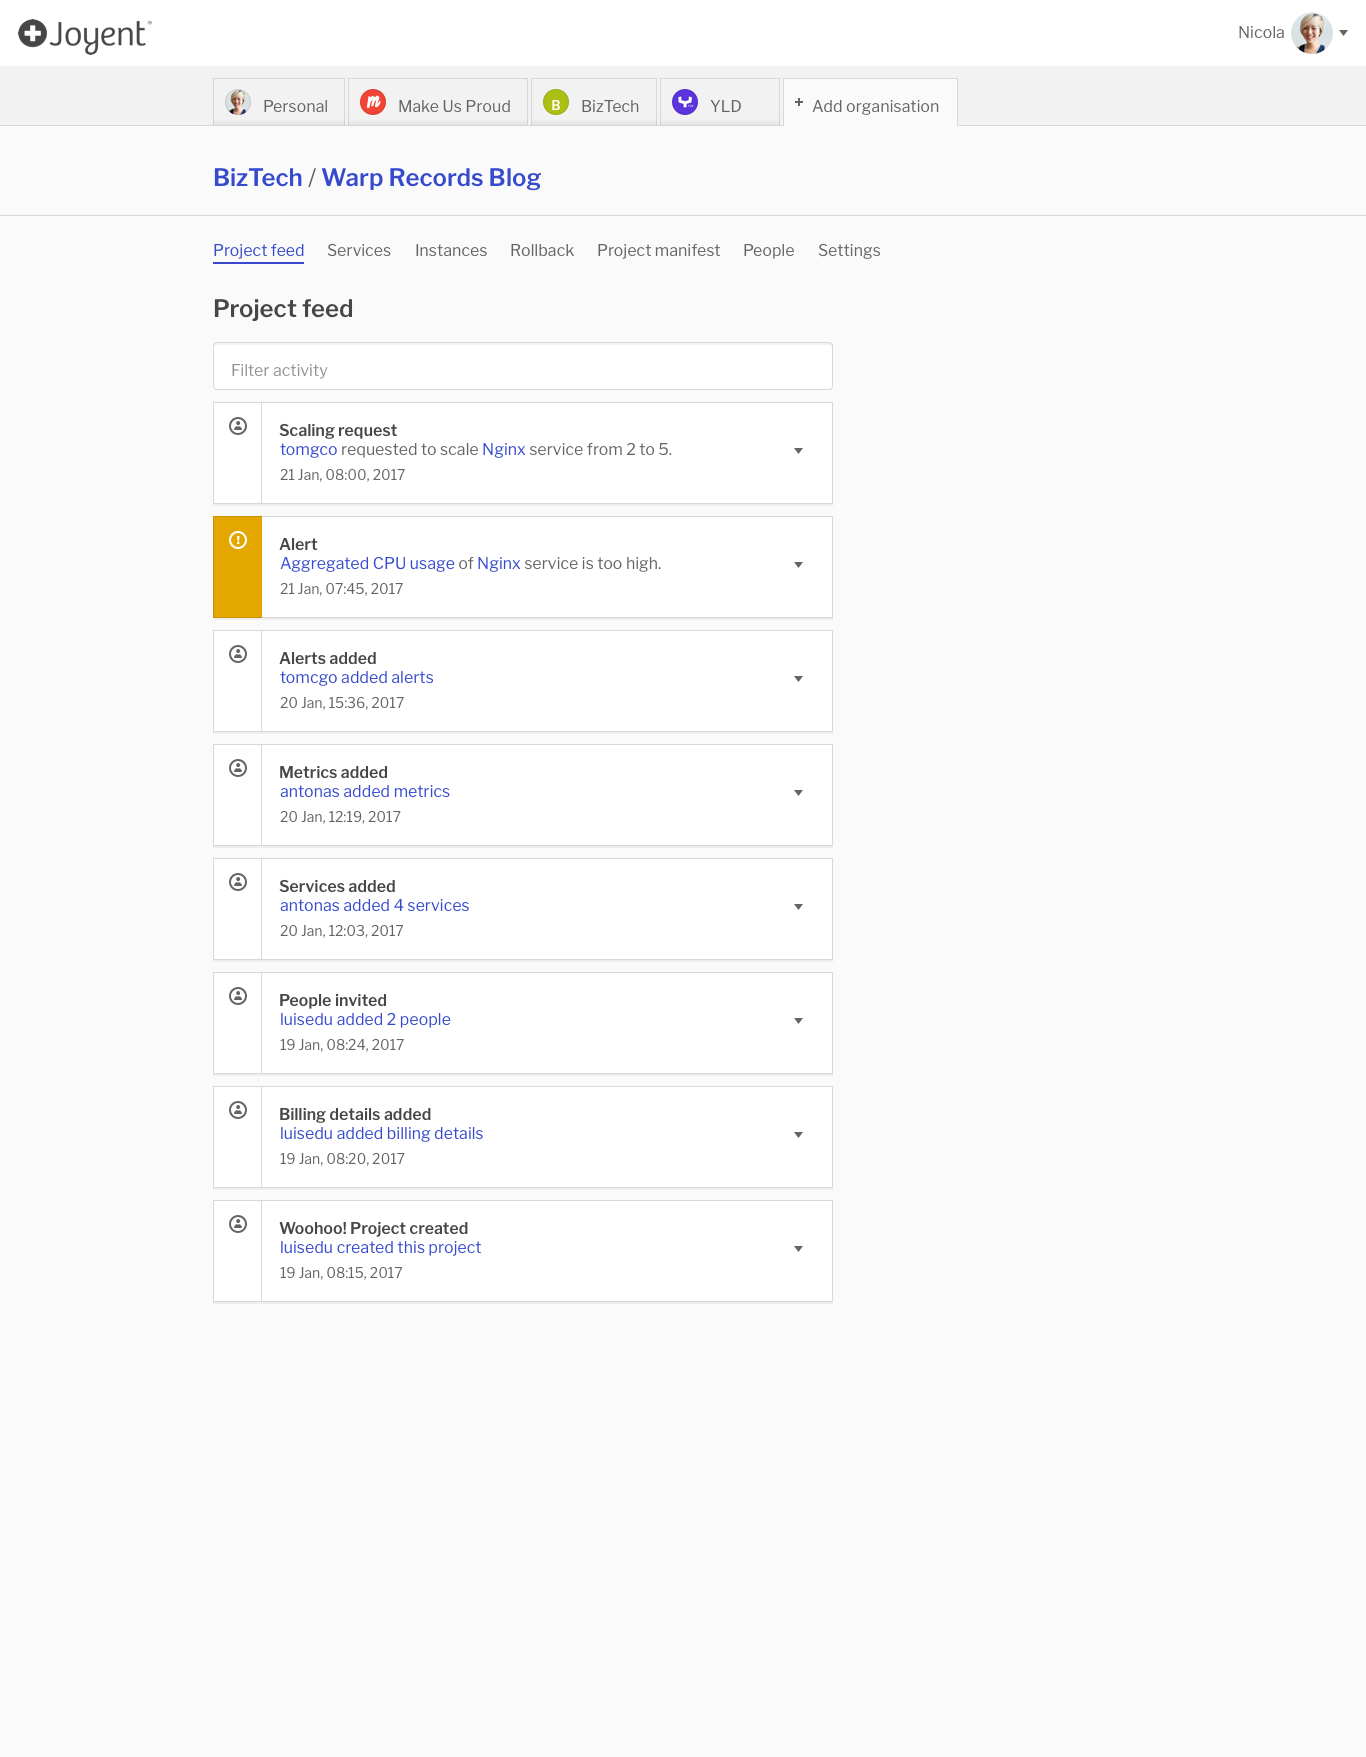 Joyent
Nicola
Personal
Make Us Proud
B
BizTech
YLD
+ Add organisation
BizTech / Warp Records Blog
Project feed
Services
Instances
Rollback
Project manifest
People
Settings
Project feed
Filter activity
Scaling request
tomgco requested to scale Nginx service from 2 to 5.
21 Jan, 08:00, 2017
Alert
Aggregated CPU usage of Nginx service is too high.
21 Jan, 07:45, 2017
Alerts added
tomcgo added alerts
20 Jan, 15:36, 2017
Metrics added
antonas added metrics
20 Jan, 12:19, 2017
Services added
antonas added 4 services
20 Jan, 12:03, 2017
People invited
luisedu added 2 people
19 Jan, 08:24, 2017
Billing details added
luisedu added billing details
19 Jan, 08:20, 2017
Woohoo! Project created
luisedu created this project
19 Jan, 08:15, 2017